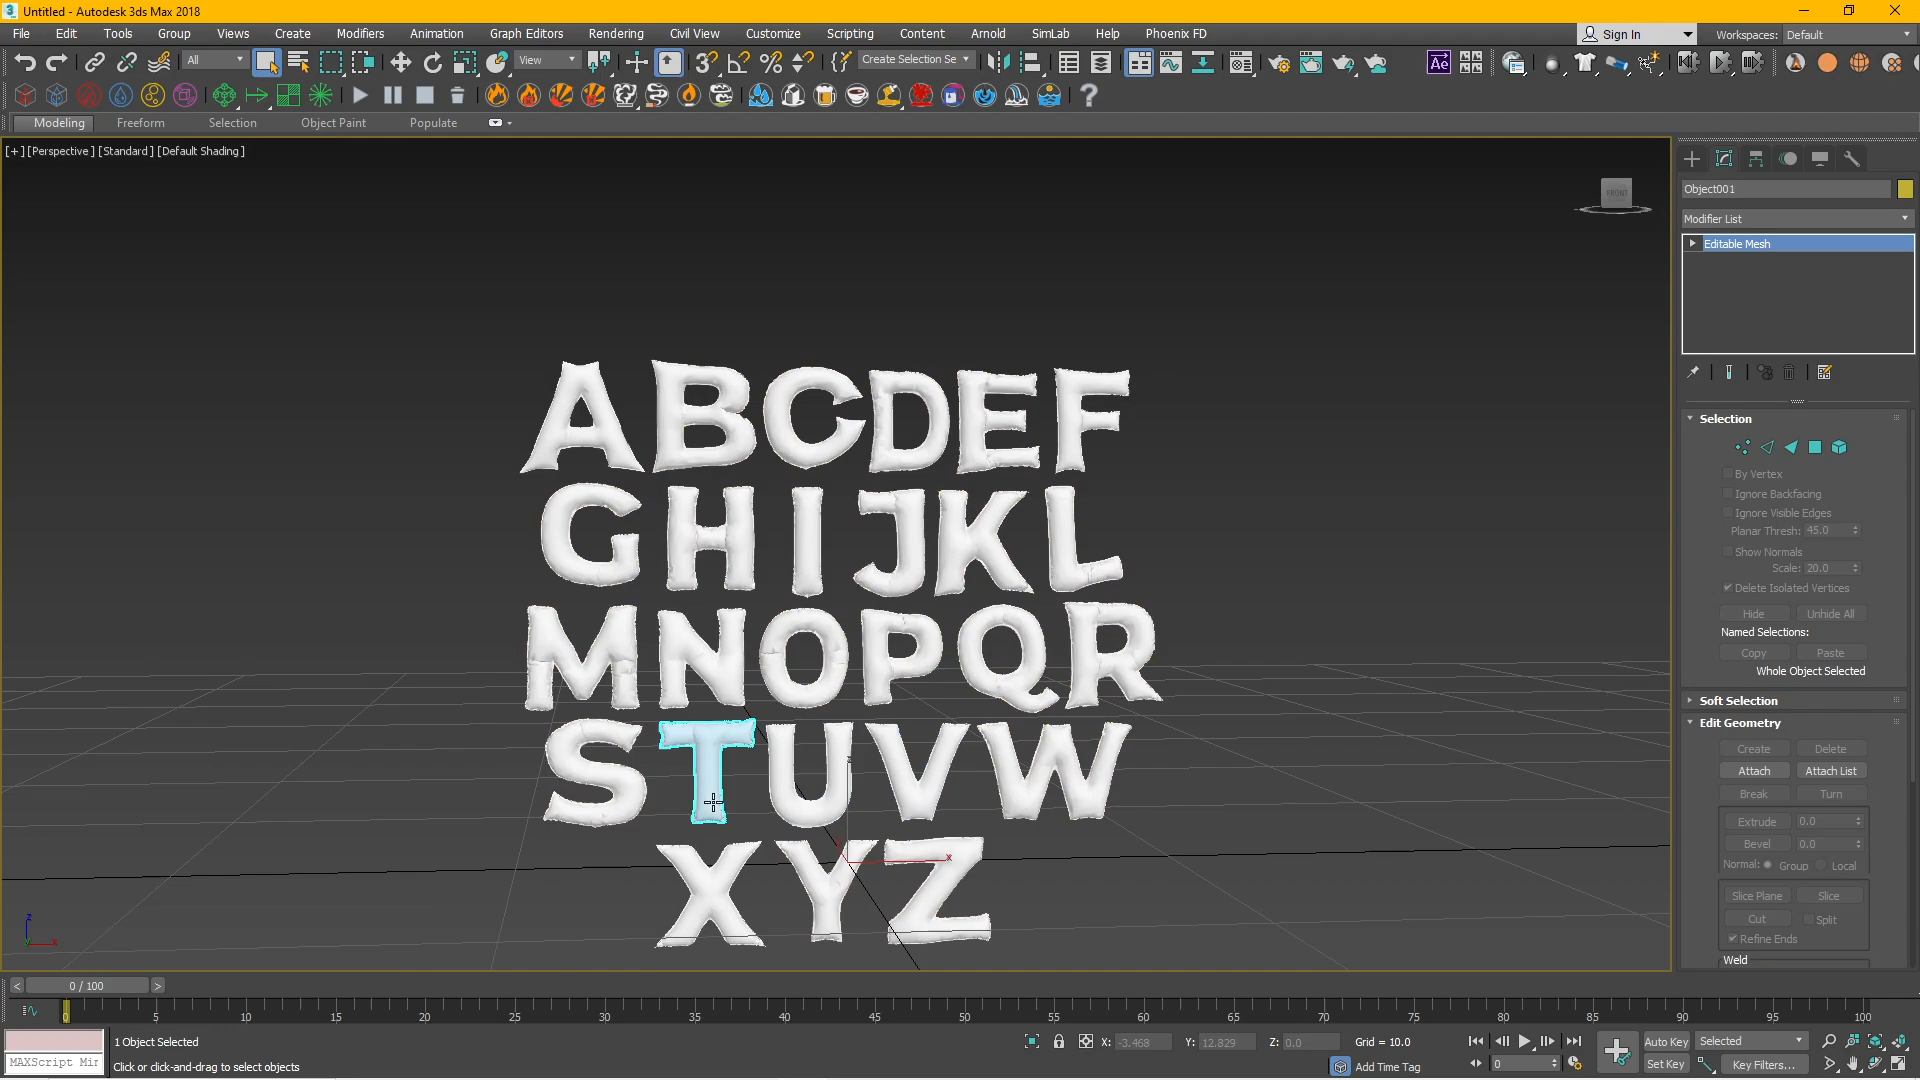 Untitled - Autodesk 3ds Max 2018
File Edit Tools Group Views Create Modifiers Animation Graph Editors Rendering Civil View Customize Scripting Content Arnold SimLab Help Phoenix FD Sign In Workspaces: Default
All View Create Selection Se Ae
Modeling Freeform Selection Object Paint Populate
[+] [Perspective] [Standard] [Default Shading]
FRONT
Object001
Modifier List
Editable Mesh
ABCDEF
GHIJKL
MNOPQR
STUVW
XYZ
Selection
By Vertex
Ignore Backfacing
Ignore Visible Edges
Planar Thresh: 45.0
Show Normals
Scale: 20.0
Delete Isolated Vertices
Hide Unhide All
Named Selections:
Copy Paste
Whole Object Selected
Soft Selection
Edit Geometry
Create Delete
Attach Attach List
Break Turn
Extrude 0.0
Bevel 0.0
Normal: Group Local
Slice Plane Slice
Cut Split
Refine Ends
Weld
z
x
x
< 0 / 100 >
0 5 10 15 20 25 30 35 40 45 50 55 60 65 70 75 80 85 90 95 100
1 Object Selected X: -3.468 Y: 12.829 Z: 0.0 Grid = 10.0 Auto Key Selected
MAXScript Mir Click or click-and-drag to select objects Add Time Tag 0 Set Key Key Filters...